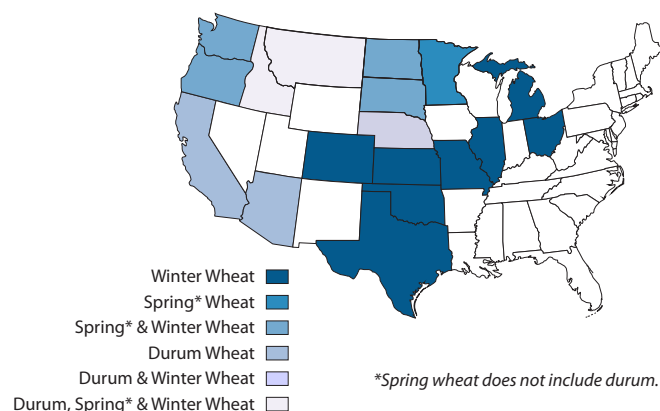 Winter Wheat
Spring* Wheat
Spring* & Winter Wheat
Durum Wheat
Durum & Winter Wheat
Durum, Spring* & Winter Wheat
*Spring wheat does not include durum.